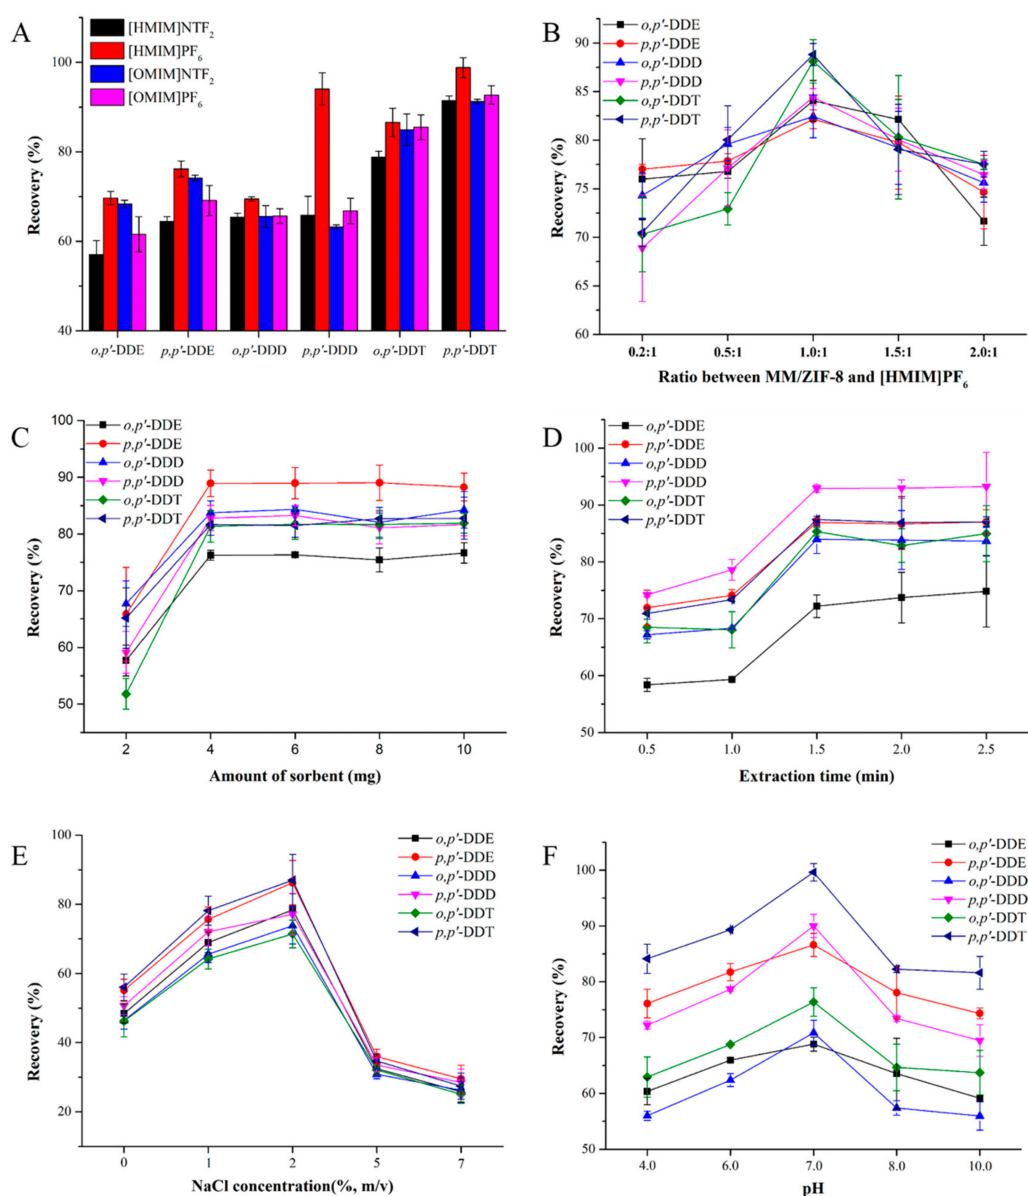 A
[HMIM]NTF2
[HMIM]PF6
[OMIM]NTF2
[OMIM]PF6
100
80
60
40
Recovery (%)
o,p'-DDE p,p'-DDE o,p'-DDD p,p'-DDD o,p'-DDT p,p'-DDT
B
o,p'-DDE
p,p'-DDE
o,p'-DDD
p,p'-DDD
o,p'-DDT
p,p'-DDT
90
85
80
75
70
65
60
Recovery (%)
0.2:1 0.5:1 1.0:1 1.5:1 2.0:1
Ratio between MM/ZIF-8 and [HMIM]PF6
C
o,p'-DDE
p,p'-DDE
o,p'-DDD
p,p'-DDD
o,p'-DDT
p,p'-DDT
100
90
80
70
60
50
Recovery (%)
2 4 6 8 10
Amount of sorbent (mg)
D
o,p'-DDE
p,p'-DDE
o,p'-DDD
p,p'-DDD
o,p'-DDT
p,p'-DDT
100
90
80
70
60
50
Recovery (%)
0.5 1.0 1.5 2.0 2.5
Extraction time (min)
E
o,p'-DDE
p,p'-DDE
o,p'-DDD
p,p'-DDD
o,p'-DDT
p,p'-DDT
100
80
60
40
20
Recovery (%)
0 1 2 5 7
NaCl concentration(%, m/v)
F
o,p'-DDE
p,p'-DDE
o,p'-DDD
p,p'-DDD
o,p'-DDT
p,p'-DDT
100
90
80
70
60
50
Recovery (%)
4.0 6.0 7.0 8.0 10.0
pH